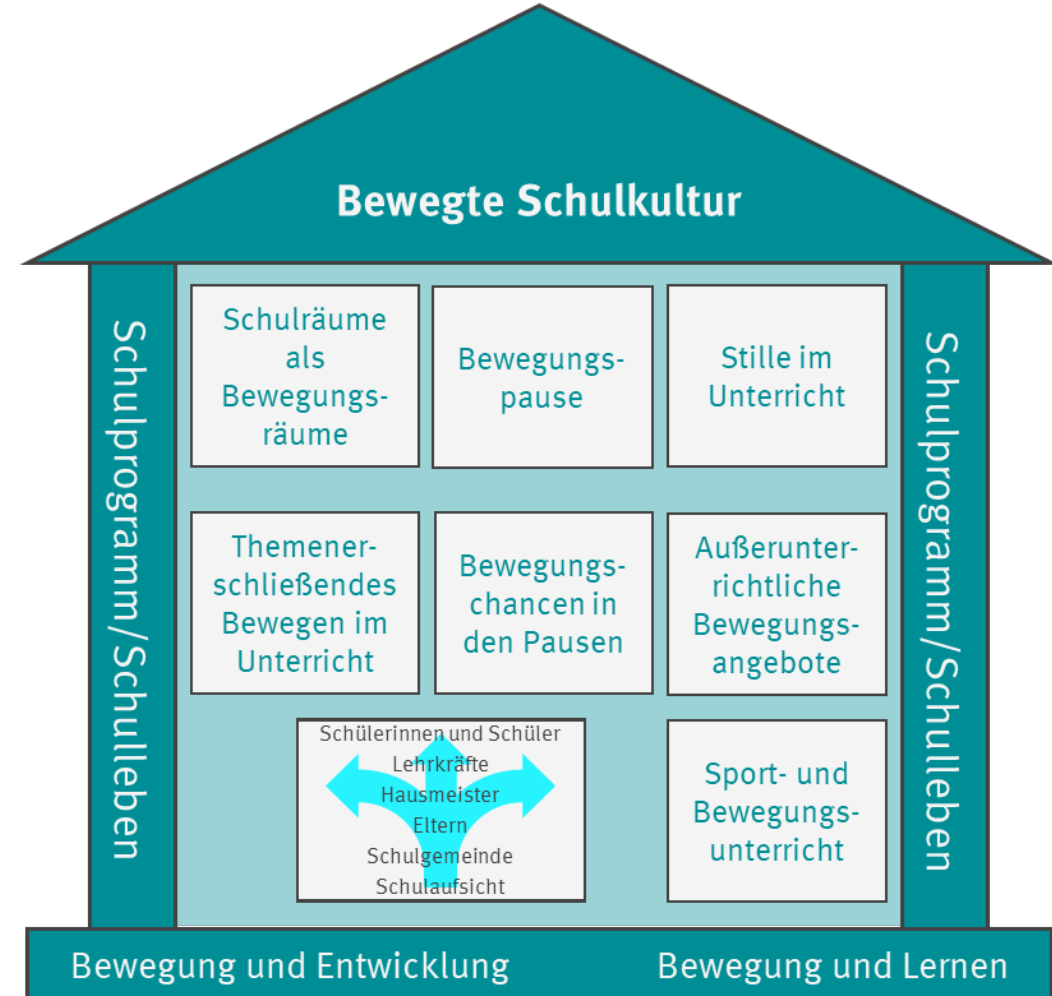 Bewegte Schulkultur
Schulprogramm/Schulleben
Schulräume
als
Bewegungs-
räume
Bewegungs-
pause
Stille im
Unterricht
Themener-
schließendes
Bewegen im
Unterricht
Bewegungs-
chancen in
den Pausen
Außerunter-
richtliche
Bewegungs-
angebote
Schülerinnen und Schüler
Lehrkräfte
Hausmeister
Eltern
Schulgemeinde
Schulaufsicht
Sport- und
Bewegungs-
unterricht
Schulprogramm/Schulleben
Bewegung und Entwicklung
Bewegung und Lernen